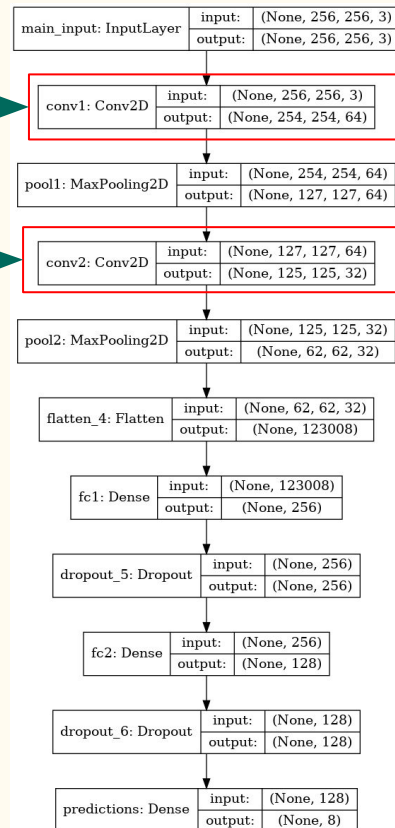 main_input: InputLayer input: (None, 256, 256, 3)
output: (None, 256, 256, 3)
conv1: Conv2D input: (None, 256, 256, 3)
output: (None, 254, 254, 64)
pool1: MaxPooling2D input: (None, 254, 254, 64)
output: (None, 127, 127, 64)
conv2: Conv2D input: (None, 127, 127, 64)
output: (None, 125, 125, 32)
pool2: MaxPooling2D input: (None, 125, 125, 32)
output: (None, 62, 62, 32)
flatten_4: Flatten input: (None, 62, 62, 32)
output: (None, 123008)
fc1: Dense input: (None, 123008)
output: (None, 256)
dropout_5: Dropout input: (None, 256)
output: (None, 256)
fc2: Dense input: (None, 256)
output: (None, 128)
dropout_6: Dropout input: (None, 128)
output: (None, 128)
predictions: Dense input: (None, 128)
output: (None, 8)